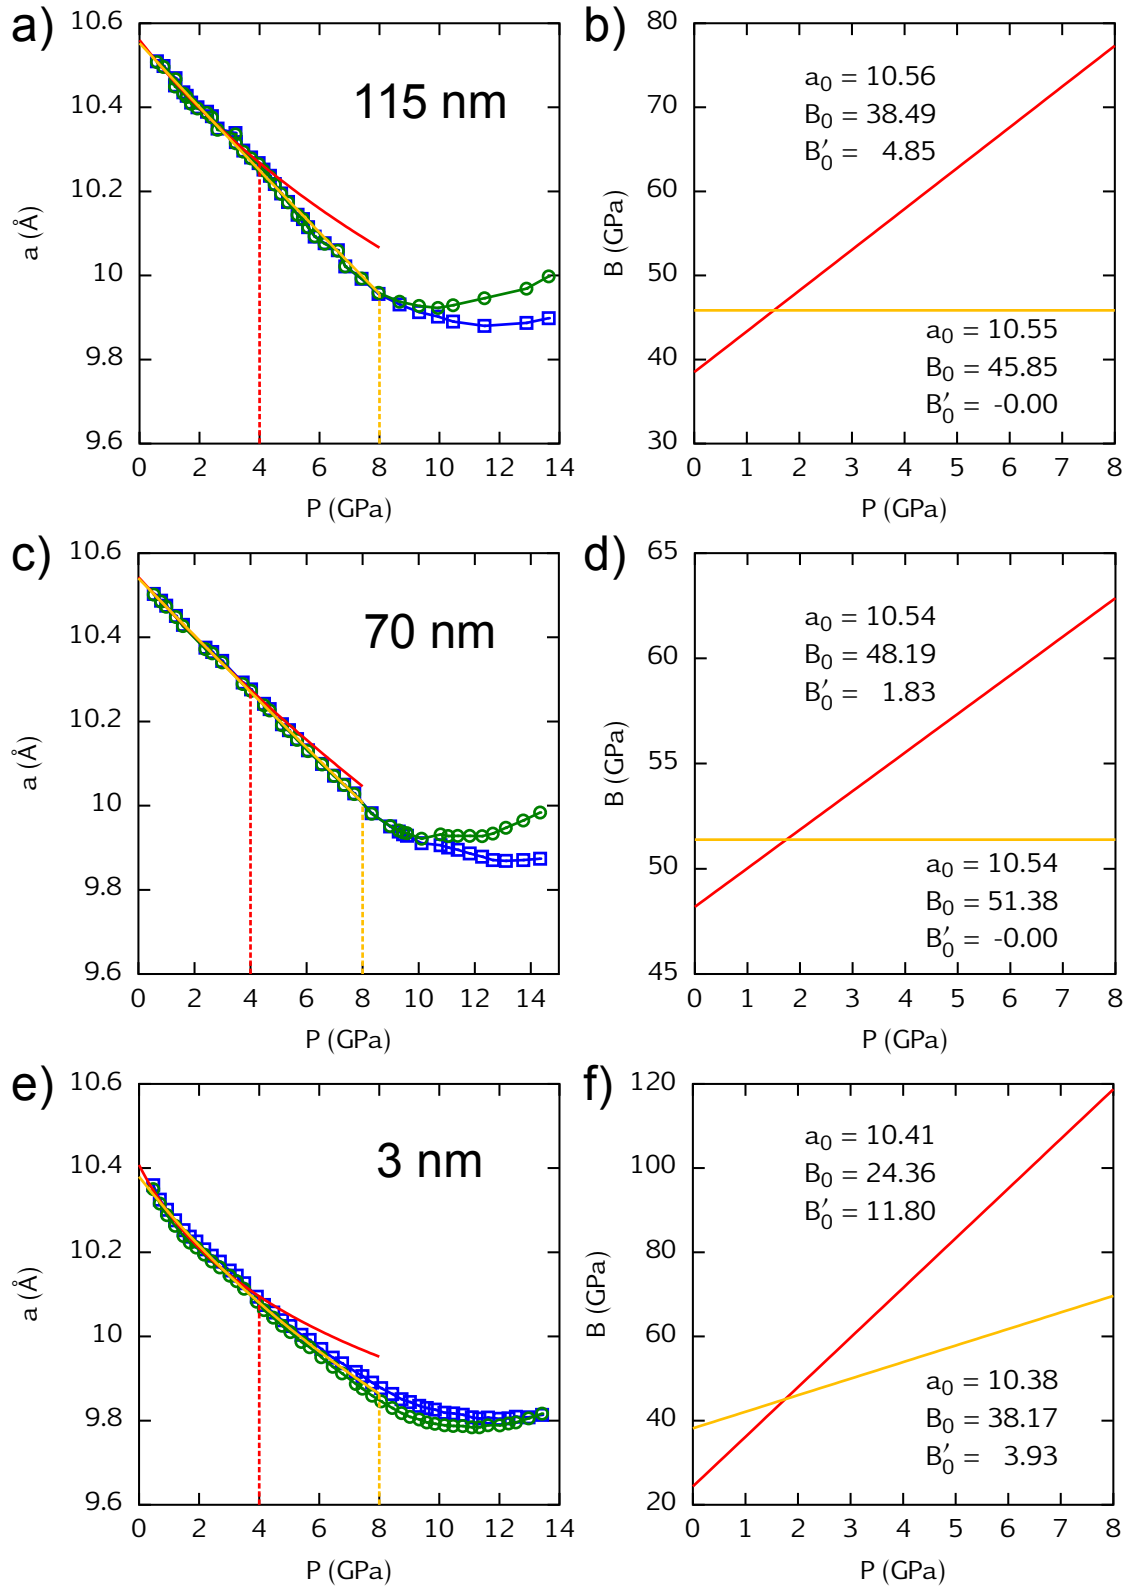 a)
10.6
10.4
10.2
10
9.8
9.6
a (Å)
115 nm
0 2 4 6 8 10 12 14
P (GPa)
b)
80
70
60
50
40
30
B (GPa)
a₀ = 10.56
B₀ = 38.49
B₀′ = 4.85
a₀ = 10.55
B₀ = 45.85
B₀′ = -0.00
0 1 2 3 4 5 6 7 8
P (GPa)
c)
10.6
10.4
10.2
10
9.8
9.6
a (Å)
70 nm
0 2 4 6 8 10 12 14
P (GPa)
d)
65
60
55
50
45
B (GPa)
a₀ = 10.54
B₀ = 48.19
B₀′ = 1.83
a₀ = 10.54
B₀ = 51.38
B₀′ = -0.00
0 1 2 3 4 5 6 7 8
P (GPa)
e)
10.6
10.4
10.2
10
9.8
9.6
a (Å)
3 nm
0 2 4 6 8 10 12 14
P (GPa)
f)
120
100
80
60
40
20
B (GPa)
a₀ = 10.41
B₀ = 24.36
B₀′ = 11.80
a₀ = 10.38
B₀ = 38.17
B₀′ = 3.93
0 1 2 3 4 5 6 7 8
P (GPa)